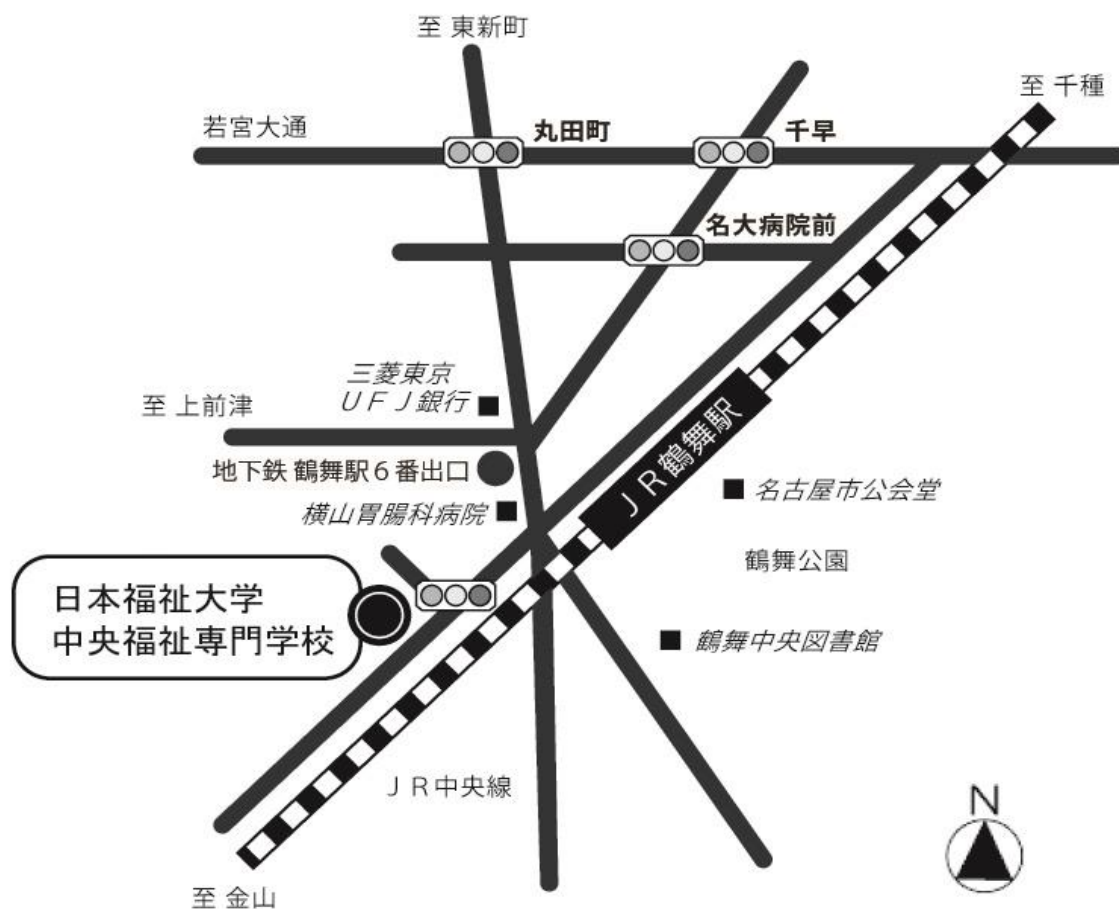 至 東新町
至 千種
若宮大通
丸田町
千早
名大病院前
三菱東京
ＵＦＪ銀行
至 上前津
地下鉄 鶴舞駅６番出口
ＪＲ鶴舞駅
名古屋市公会堂
横山胃腸科病院
鶴舞公園
日本福祉大学
中央福祉専門学校
鶴舞中央図書館
ＪＲ中央線
N
至 金山